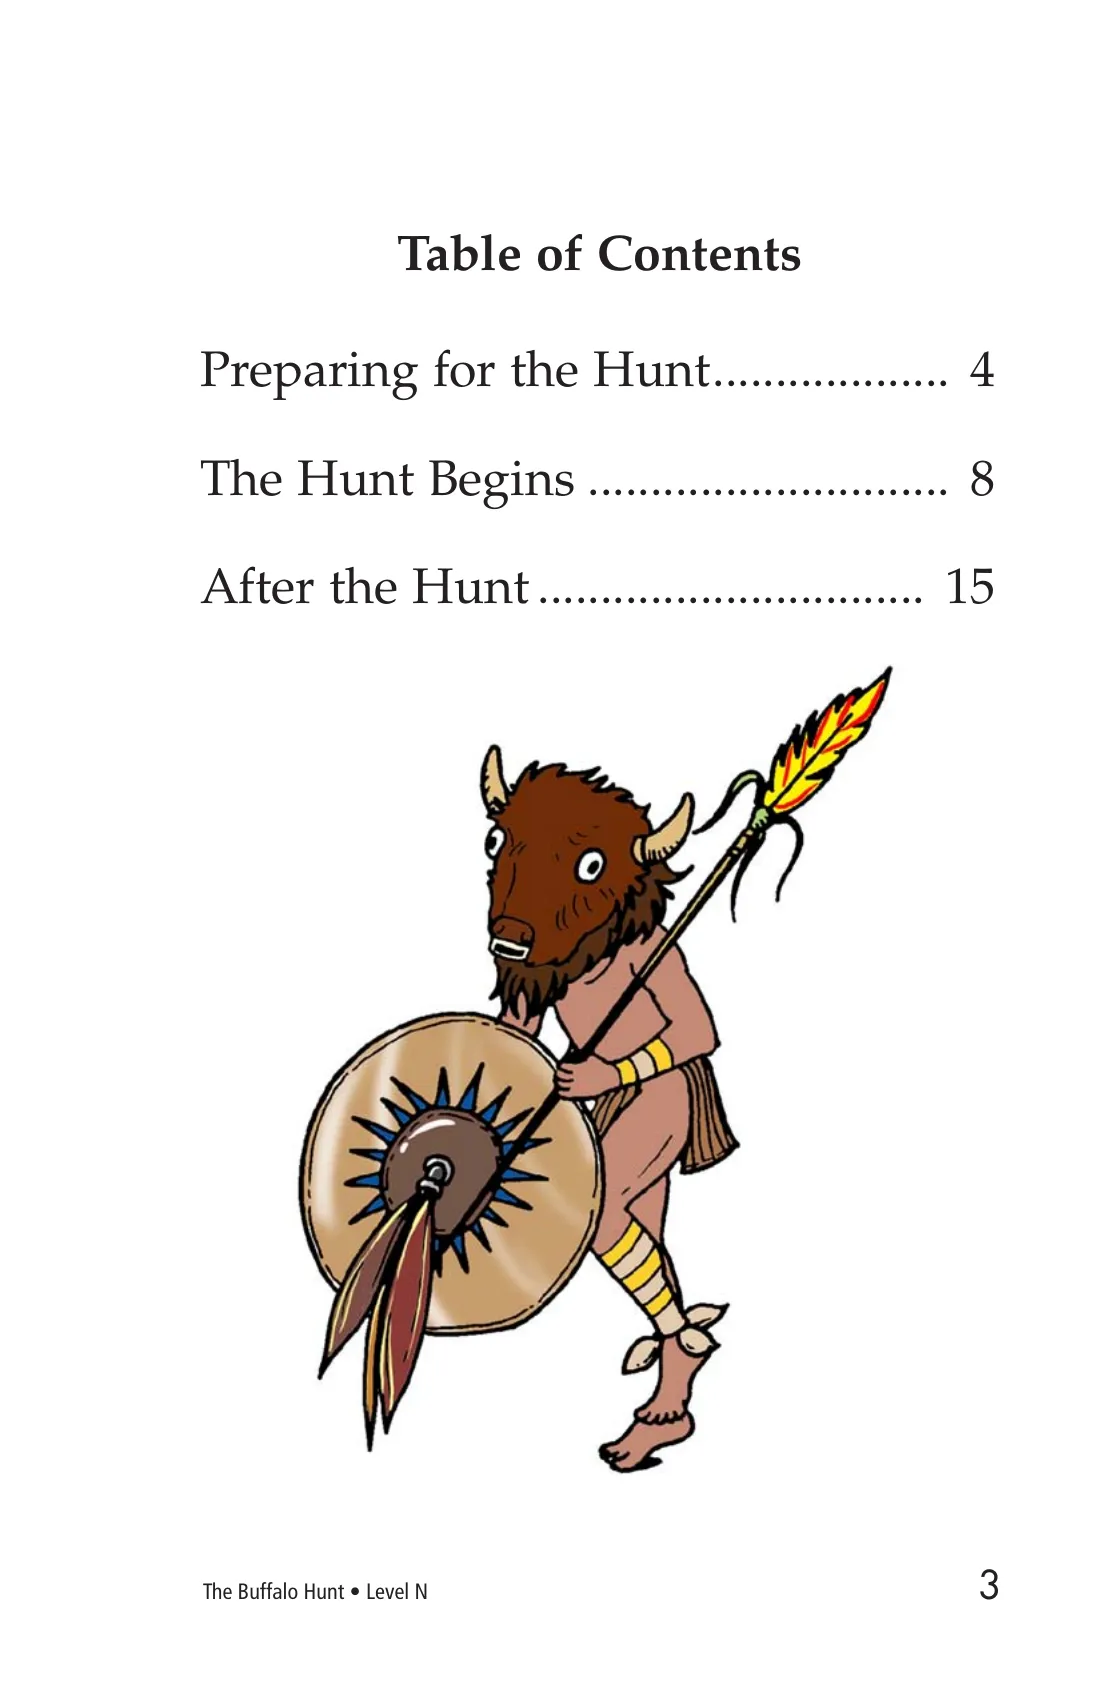 Table of Contents
Preparing for the Hunt................... 4
The Hunt Begins ............................. 8
After the Hunt............................... 15
The Buffalo Hunt • Level N
3